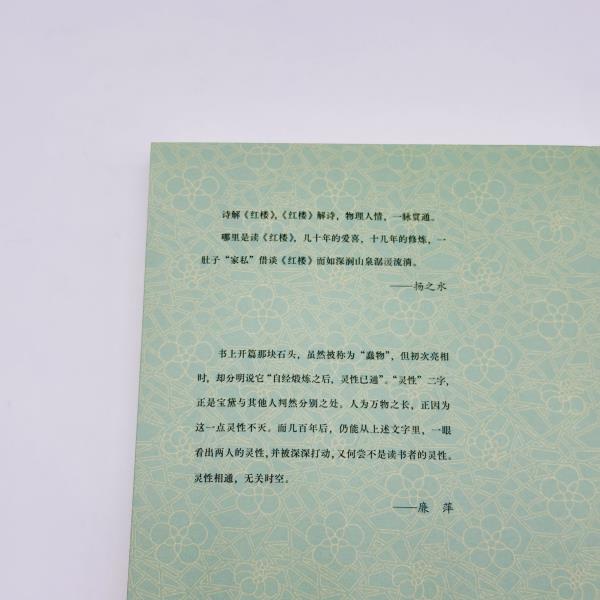 诗解《红楼》，《红楼》解诗，物理人情，一脉贯通。
哪里是读《红楼》，几十年的爱喜，十几年的修炼，一
肚子“家私”借谈《红楼》而如深涧山泉潺湲流淌。
——扬之水
书上开篇那块石头，虽然被称为“蠢物”，但初次亮相
时，却分明说它“自经煅炼之后，灵性已通”。“灵性”二字，
正是宝黛与其他人判然分别之处。人为万物之长，正因为
这一点灵性不灭。而几百年后，仍能从上述文字里，一眼
看出两人的灵性，并被深深打动，又何尝不是读书者的灵性。
灵性相通，无关时空。
——廉 萍